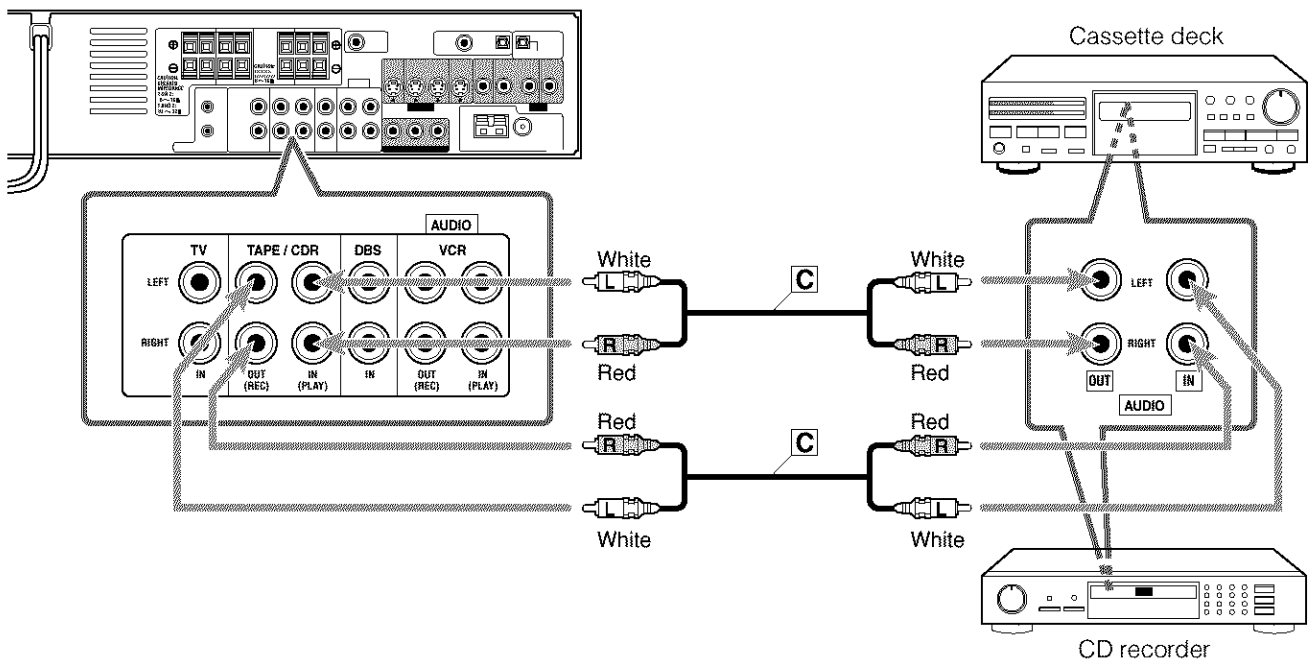 Cassette deck
AUDIO
TV
TAPE / CDR
DBS
VCR
LEFT
RIGHT
IN
OUT
(REC)
IN
(PLAY)
IN
OUT
(REC)
IN
(PLAY)
White
L
R
Red
C
White
L
R
Red
Red
R
L
White
C
Red
R
L
White
LEFT
RIGHT
OUT
IN
AUDIO
CD recorder